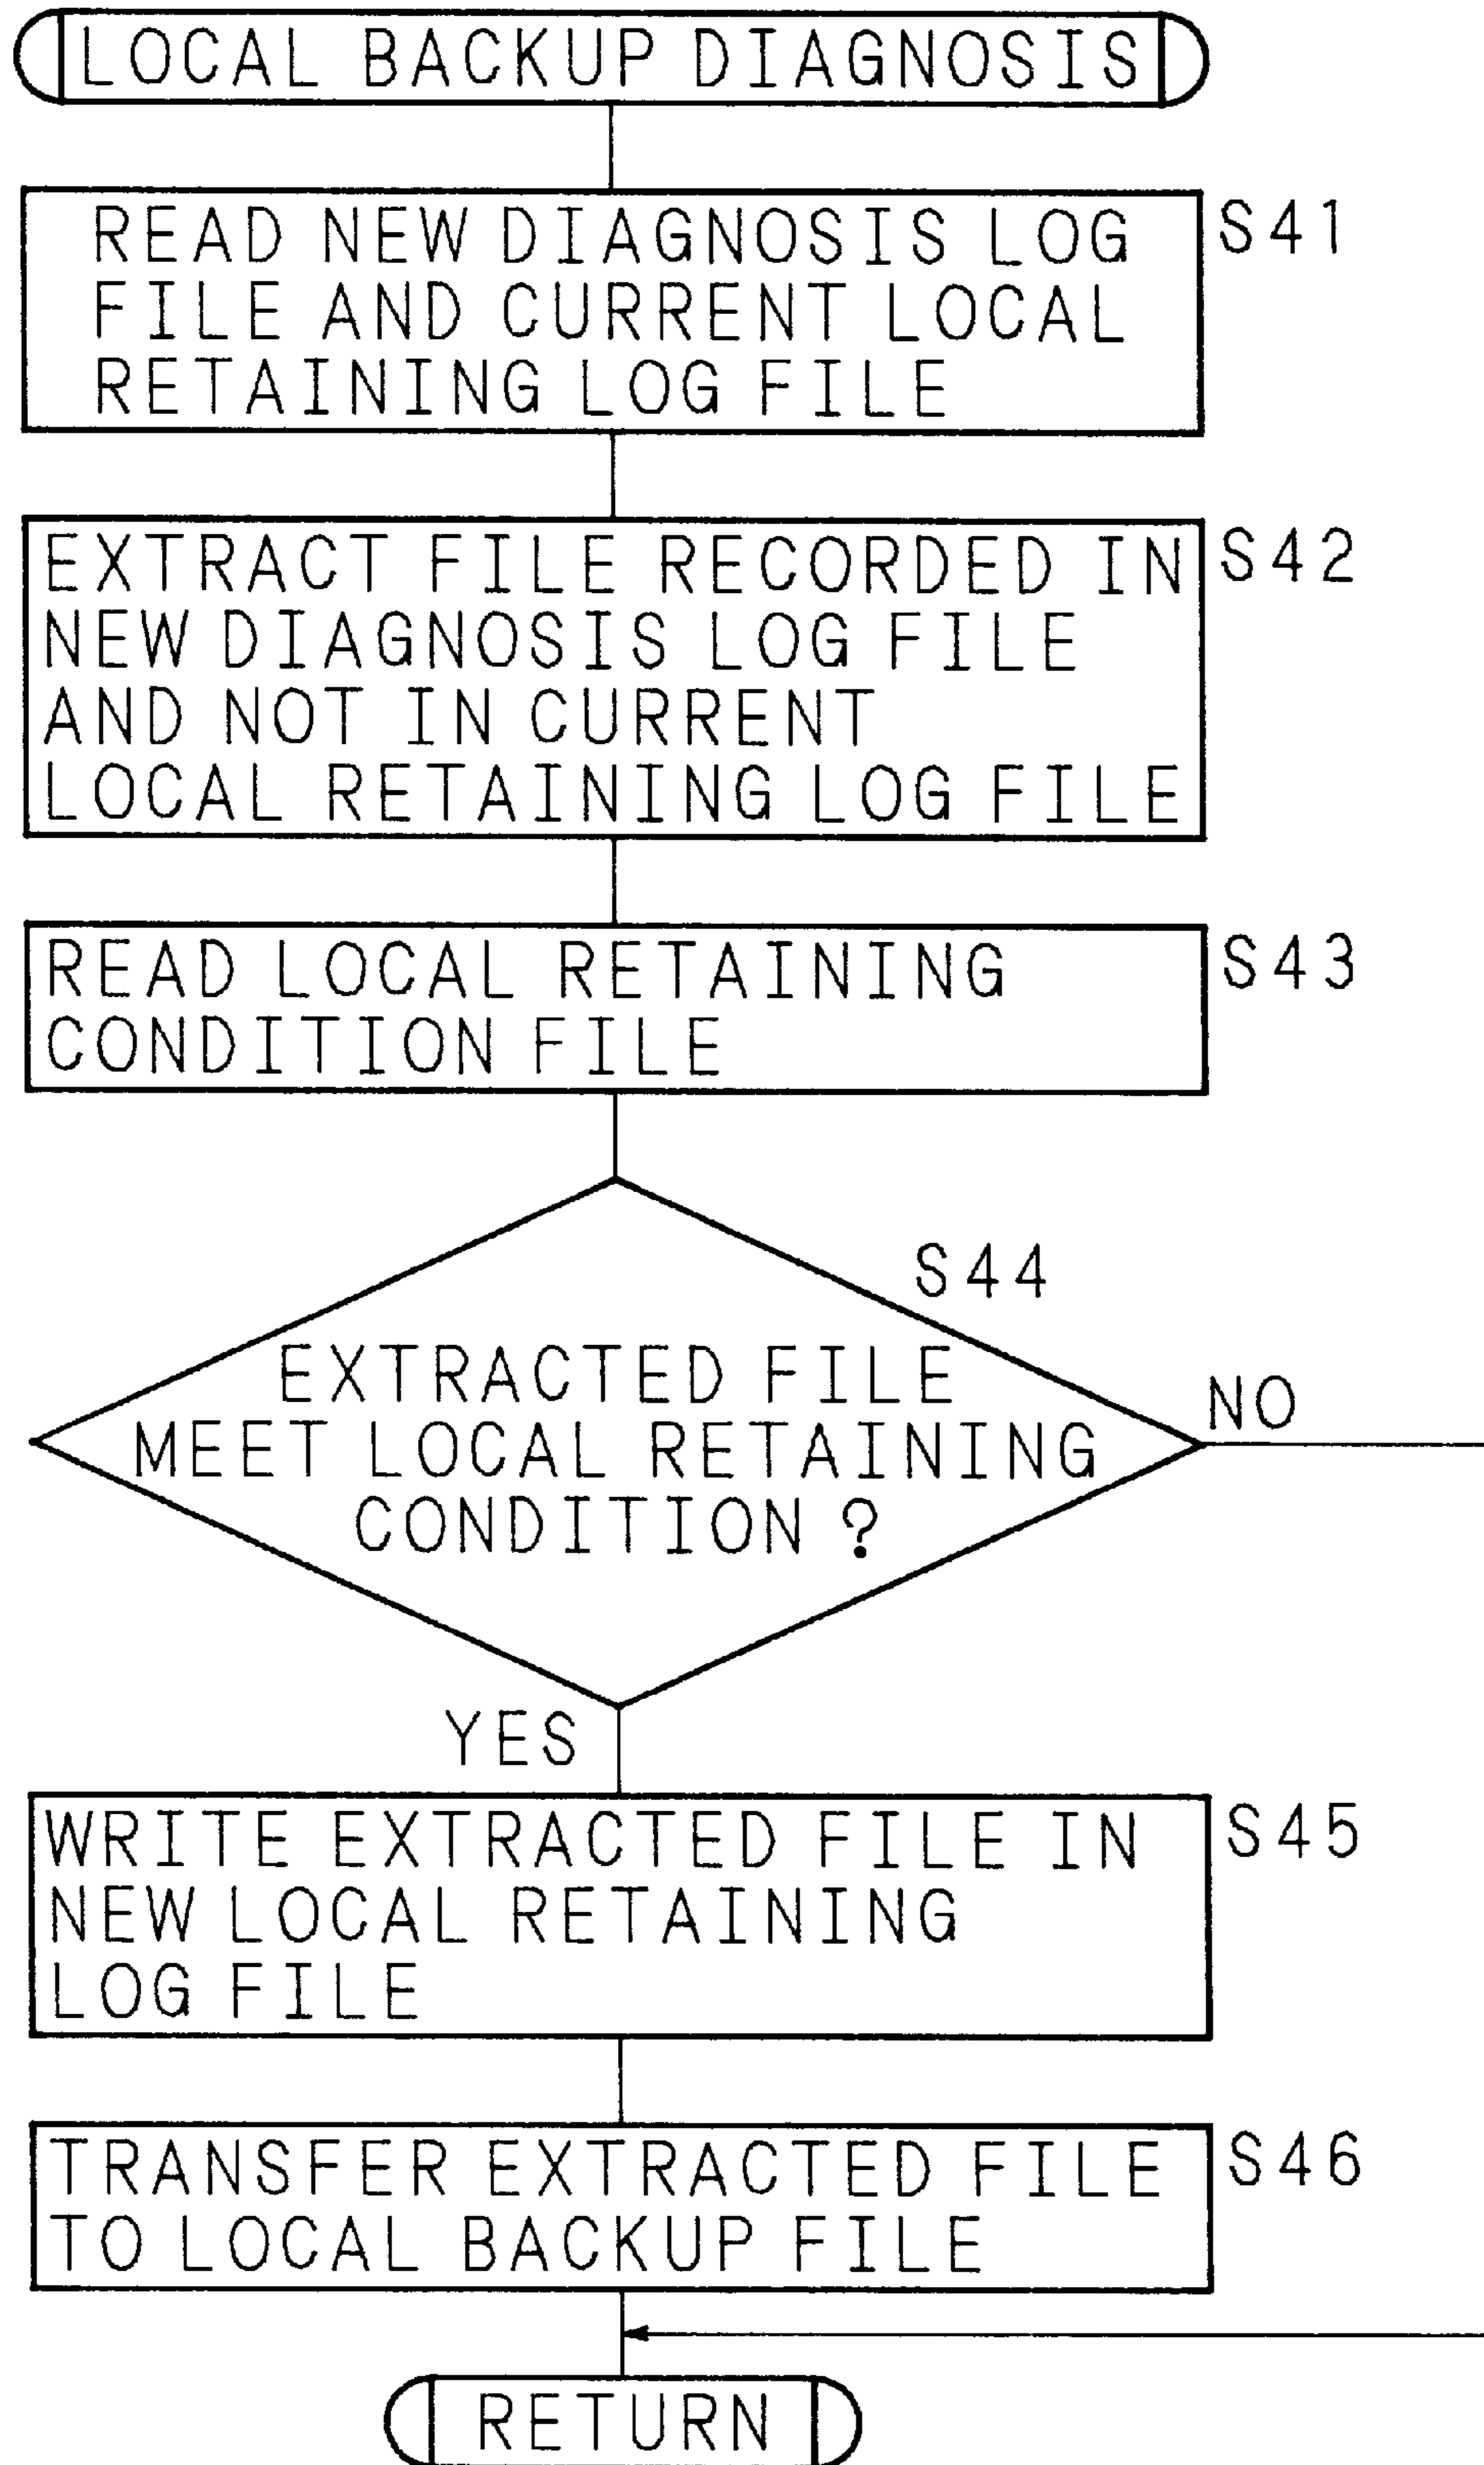 LOCAL BACKUP DIAGNOSIS
READ NEW DIAGNOSIS LOG
FILE AND CURRENT LOCAL
RETAINING LOG FILE
S41
EXTRACT FILE RECORDED IN
NEW DIAGNOSIS LOG FILE
AND NOT IN CURRENT
LOCAL RETAINING LOG FILE
S42
READ LOCAL RETAINING
CONDITION FILE
S43
S44
EXTRACTED FILE
MEET LOCAL RETAINING
CONDITION ?
NO
YES
WRITE EXTRACTED FILE IN
NEW LOCAL RETAINING
LOG FILE
S45
TRANSFER EXTRACTED FILE
TO LOCAL BACKUP FILE
S46
RETURN